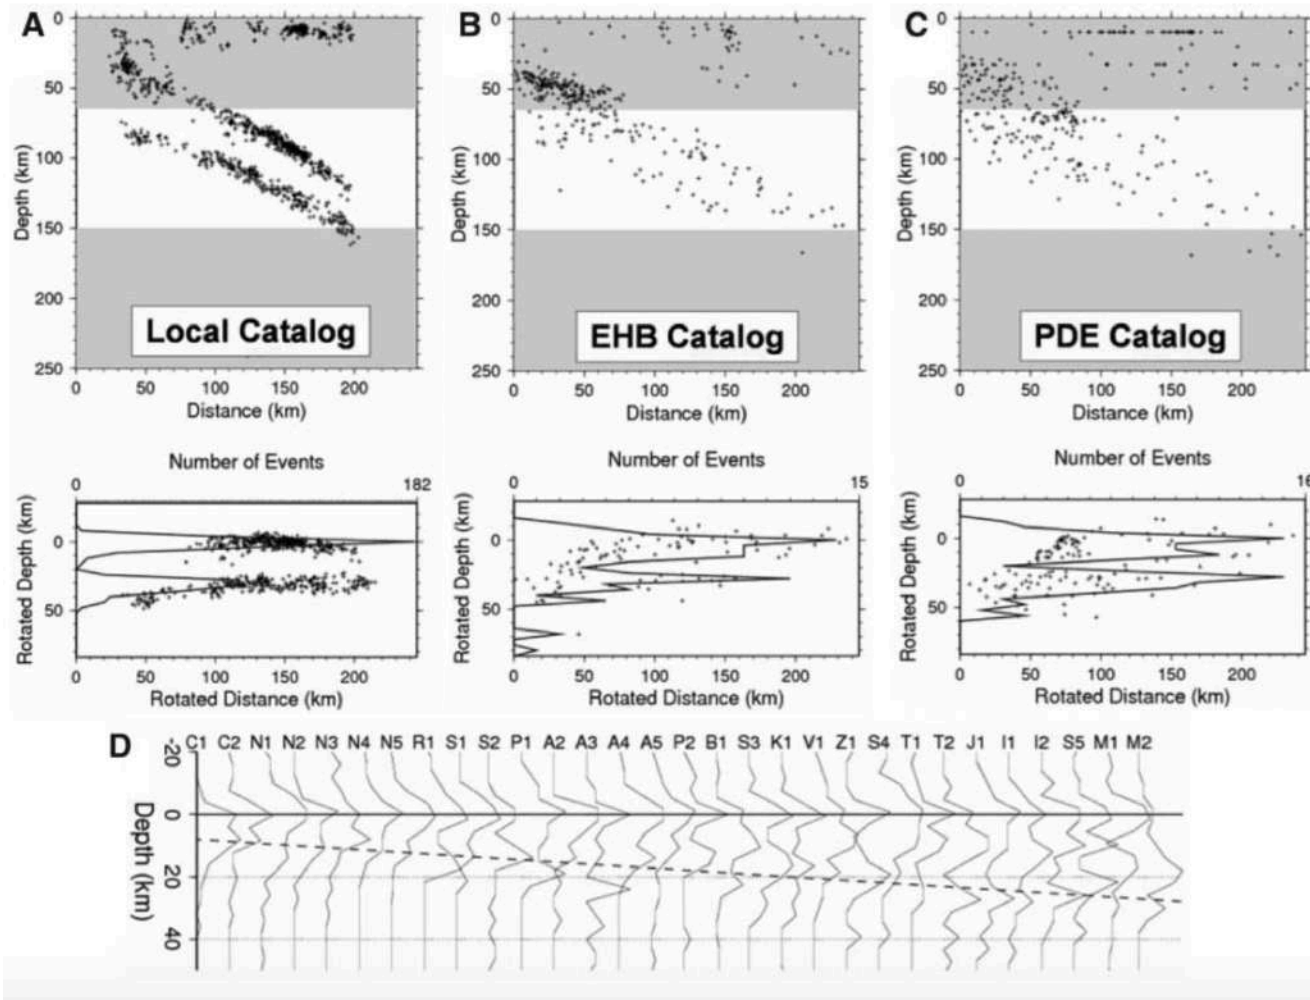 A
B
C
0
50
100
150
200
250
Depth (km)
Local Catalog
0 50 100 150 200
Distance (km)
0
50
100
150
200
250
Depth (km)
EHB Catalog
0 50 100 150 200
Distance (km)
0
50
100
150
200
250
Depth (km)
PDE Catalog
0 50 100 150 200
Distance (km)
Number of Events
0 182
Rotated Depth (km)
0
50
0 50 100 150 200
Rotated Distance (km)
Number of Events
0 15
Rotated Depth (km)
0
50
0 50 100 150 200
Rotated Distance (km)
Number of Events
0 16
Rotated Depth (km)
0
50
0 50 100 150 200
Rotated Distance (km)
D
C1 C2 N1 N2 N3 N4 N5 R1 S1 S2 P1 A2 A3 A4 A5 P2 B1 S3 K1 V1 Z1 S4 T1 T2 J1 I1 I2 S5 M1 M2
-20
0
20
40
Depth (km)